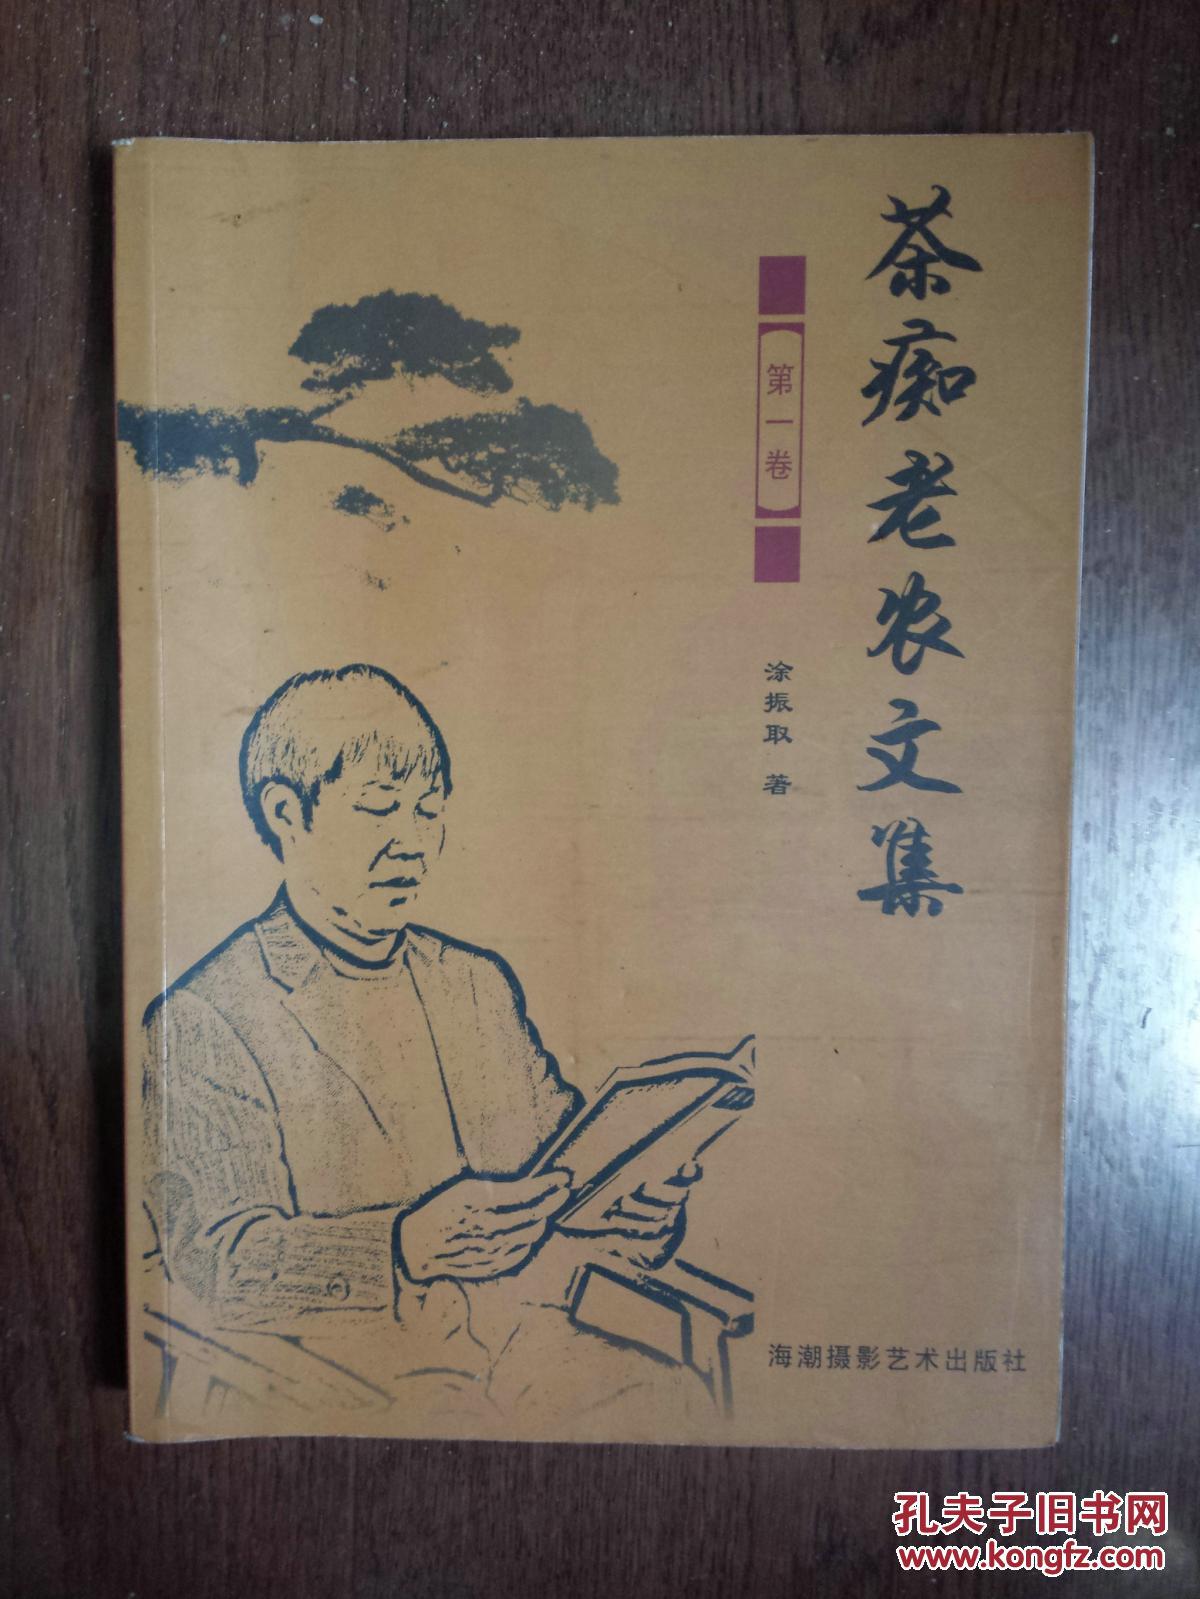 茶痴老农文集
第一卷
涂振取 著
海潮摄影艺术出版社
孔夫子旧书网
www.kongfz.com